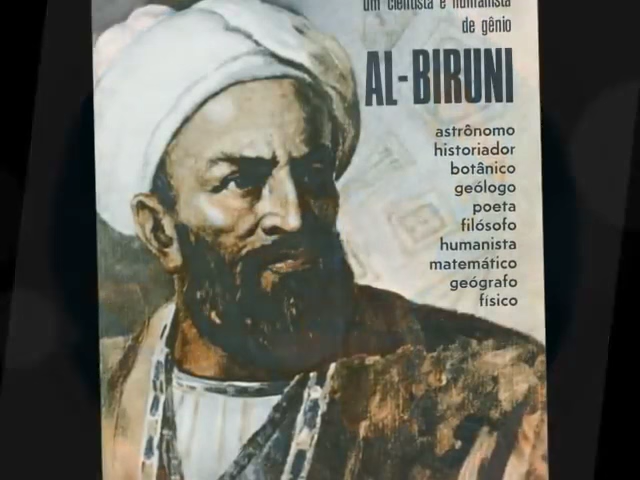 um cientista e humanista
de gênio
AL-BIRUNI
astrônomo
historiador
botânico
geólogo
poeta
filósofo
humanista
matemático
geógrafo
físico